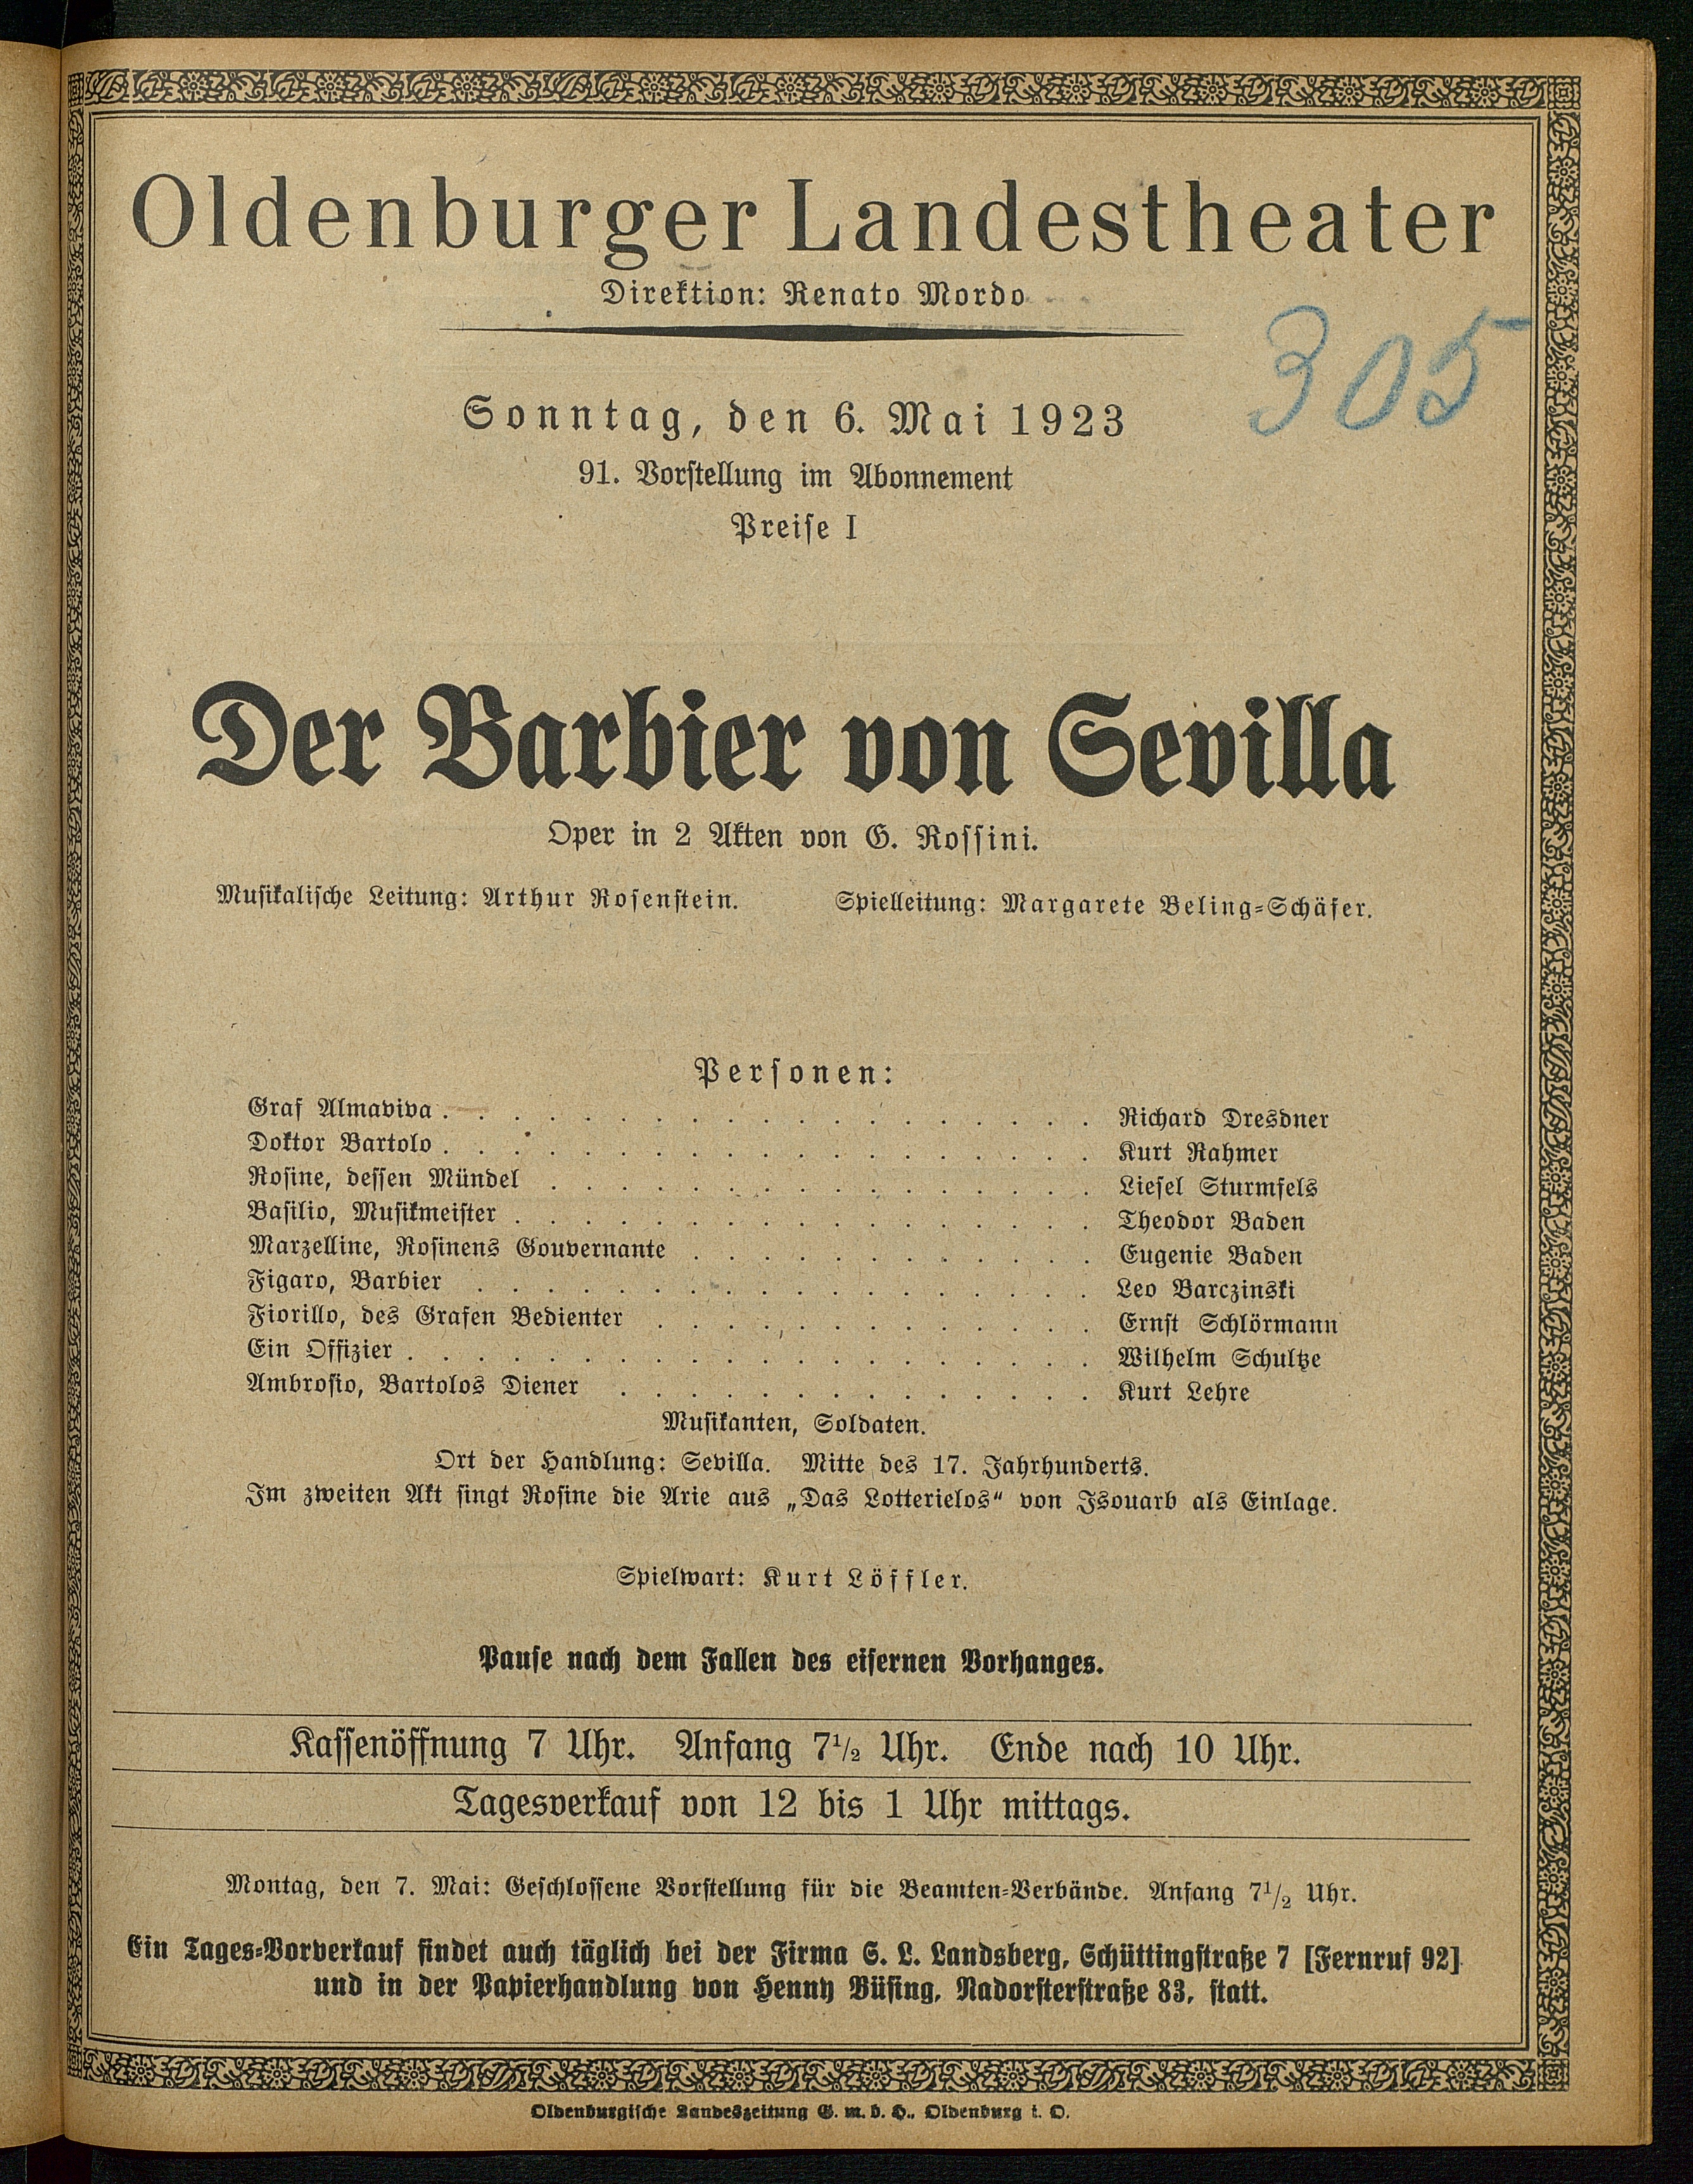 Oldenburger Landestheater
Direktion: Renato Mordo
305
Sonntag, den 6. Mai 1923
91. Vorstellung im Abonnement
Preise I
Der Barbier von Sevilla
Oper in 2 Akten von G. Rossini.
Musikalische Leitung: Arthur Rosenstein. Spielleitung: Margarete Beling-Schäfer.
Personen:
Graf Almaviva . . . . . . . . . . . . . . . . . . . Richard Dresdner
Doktor Bartolo . . . . . . . . . . . . . . . . . . . Kurt Rahmer
Rosine, dessen Mündel . . . . . . . . . . . . . . . . Liesel Sturmfels
Basilio, Musikmeister . . . . . . . . . . . . . . . . . Theodor Baden
Marzelline, Rosinens Gouvernante . . . . . . . . . . . . Eugenie Baden
Figaro, Barbier . . . . . . . . . . . . . . . . . . Leo Barczinski
Fiorillo, des Grafen Bedienter . . . . . . . . . . . . . Ernst Schlörmann
Ein Offizier . . . . . . . . . . . . . . . . . . . . Wilhelm Schultze
Ambrosio, Bartolos Diener . . . . . . . . . . . . . . Kurt Lehre
Musikanten, Soldaten.
Ort der Handlung: Sevilla. Mitte des 17. Jahrhunderts.
Im zweiten Akt singt Rosine die Arie aus „Das Lotterielos“ von Isouarb als Einlage.
Spielwart: Kurt Löffler.
Pause nach dem Fallen des eisernen Vorhanges.
Kassenöffnung 7 Uhr. Anfang 7½ Uhr. Ende nach 10 Uhr.
Tagesverkauf von 12 bis 1 Uhr mittags.
Montag, den 7. Mai: Geschlossene Vorstellung für die Beamten-Verbände. Anfang 7½ Uhr.
Ein Tages-Vorverkauf findet auch täglich bei der Firma S. L. Landsberg, Schüttingstraße 7 [Fernruf 92]
und in der Papierhandlung von Henny Büsing, Nadorsterstraße 83, statt.
Oldenburgische Landeszeitung G. m. b. H., Oldenburg i. O.